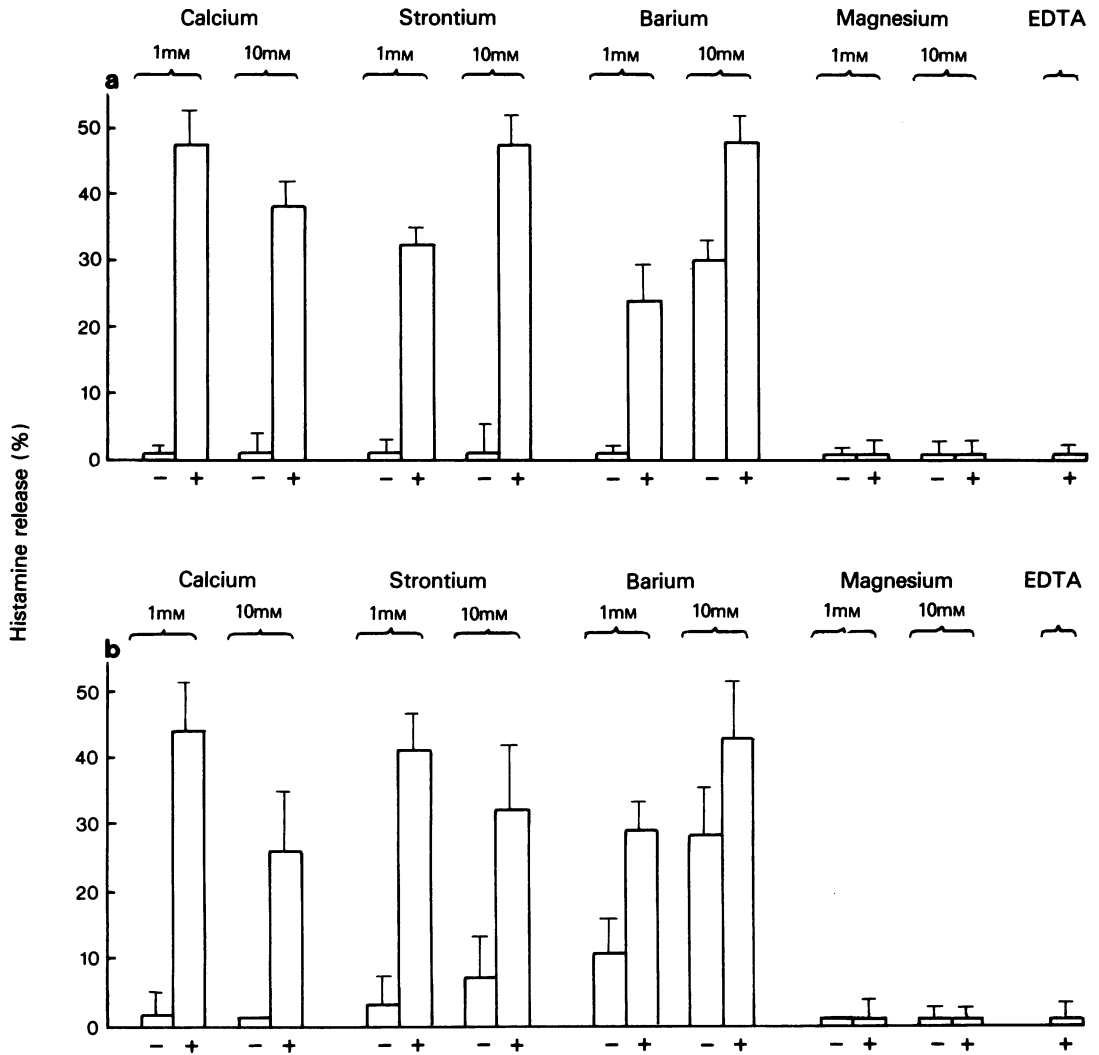 Calcium Strontium Barium Magnesium EDTA
1mM 10mM 1mM 10mM 1mM 10mM 1mM 10mM
a
50
40
30
20
10
0
− + − + − + − + − + − + − + − + +
Histamine release (%)
Calcium Strontium Barium Magnesium EDTA
1mM 10mM 1mM 10mM 1mM 10mM 1mM 10mM
b
50
40
30
20
10
0
− + − + − + − + − + − + − + − + +